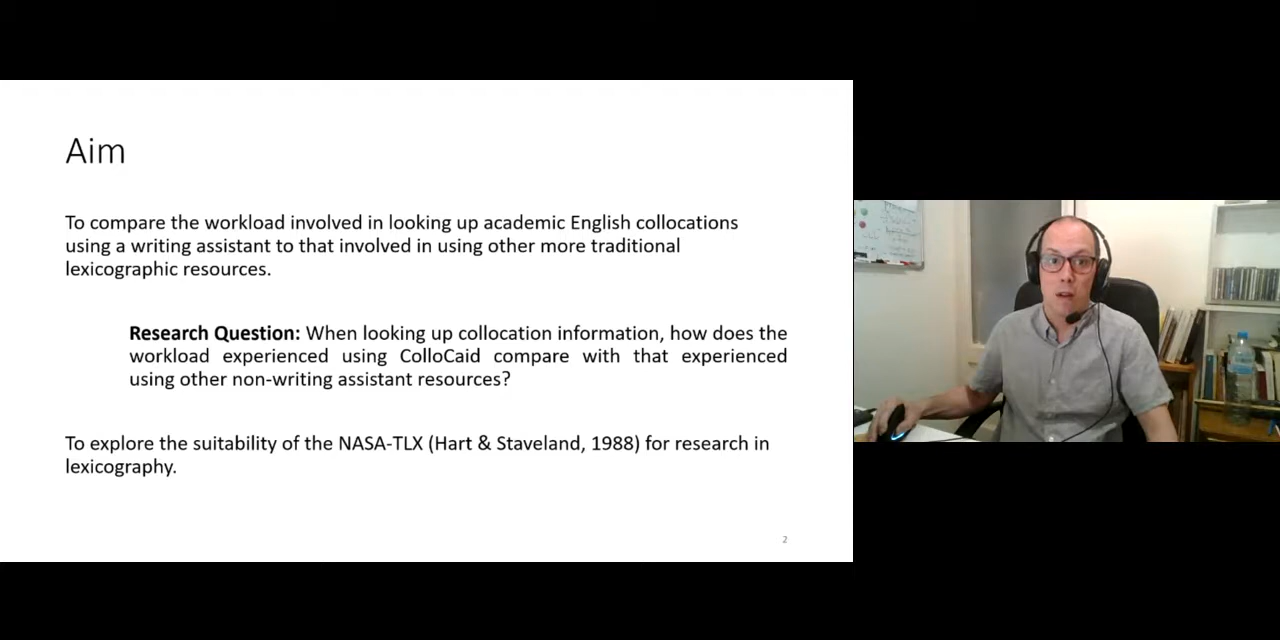 Aim
To compare the workload involved in looking up academic English collocations
using a writing assistant to that involved in using other more traditional
lexicographic resources.
Research Question: When looking up collocation information, how does the
workload experienced using ColloCaid compare with that experienced
using other non-writing assistant resources?
To explore the suitability of the NASA-TLX (Hart & Staveland, 1988) for research in
lexicography.
2